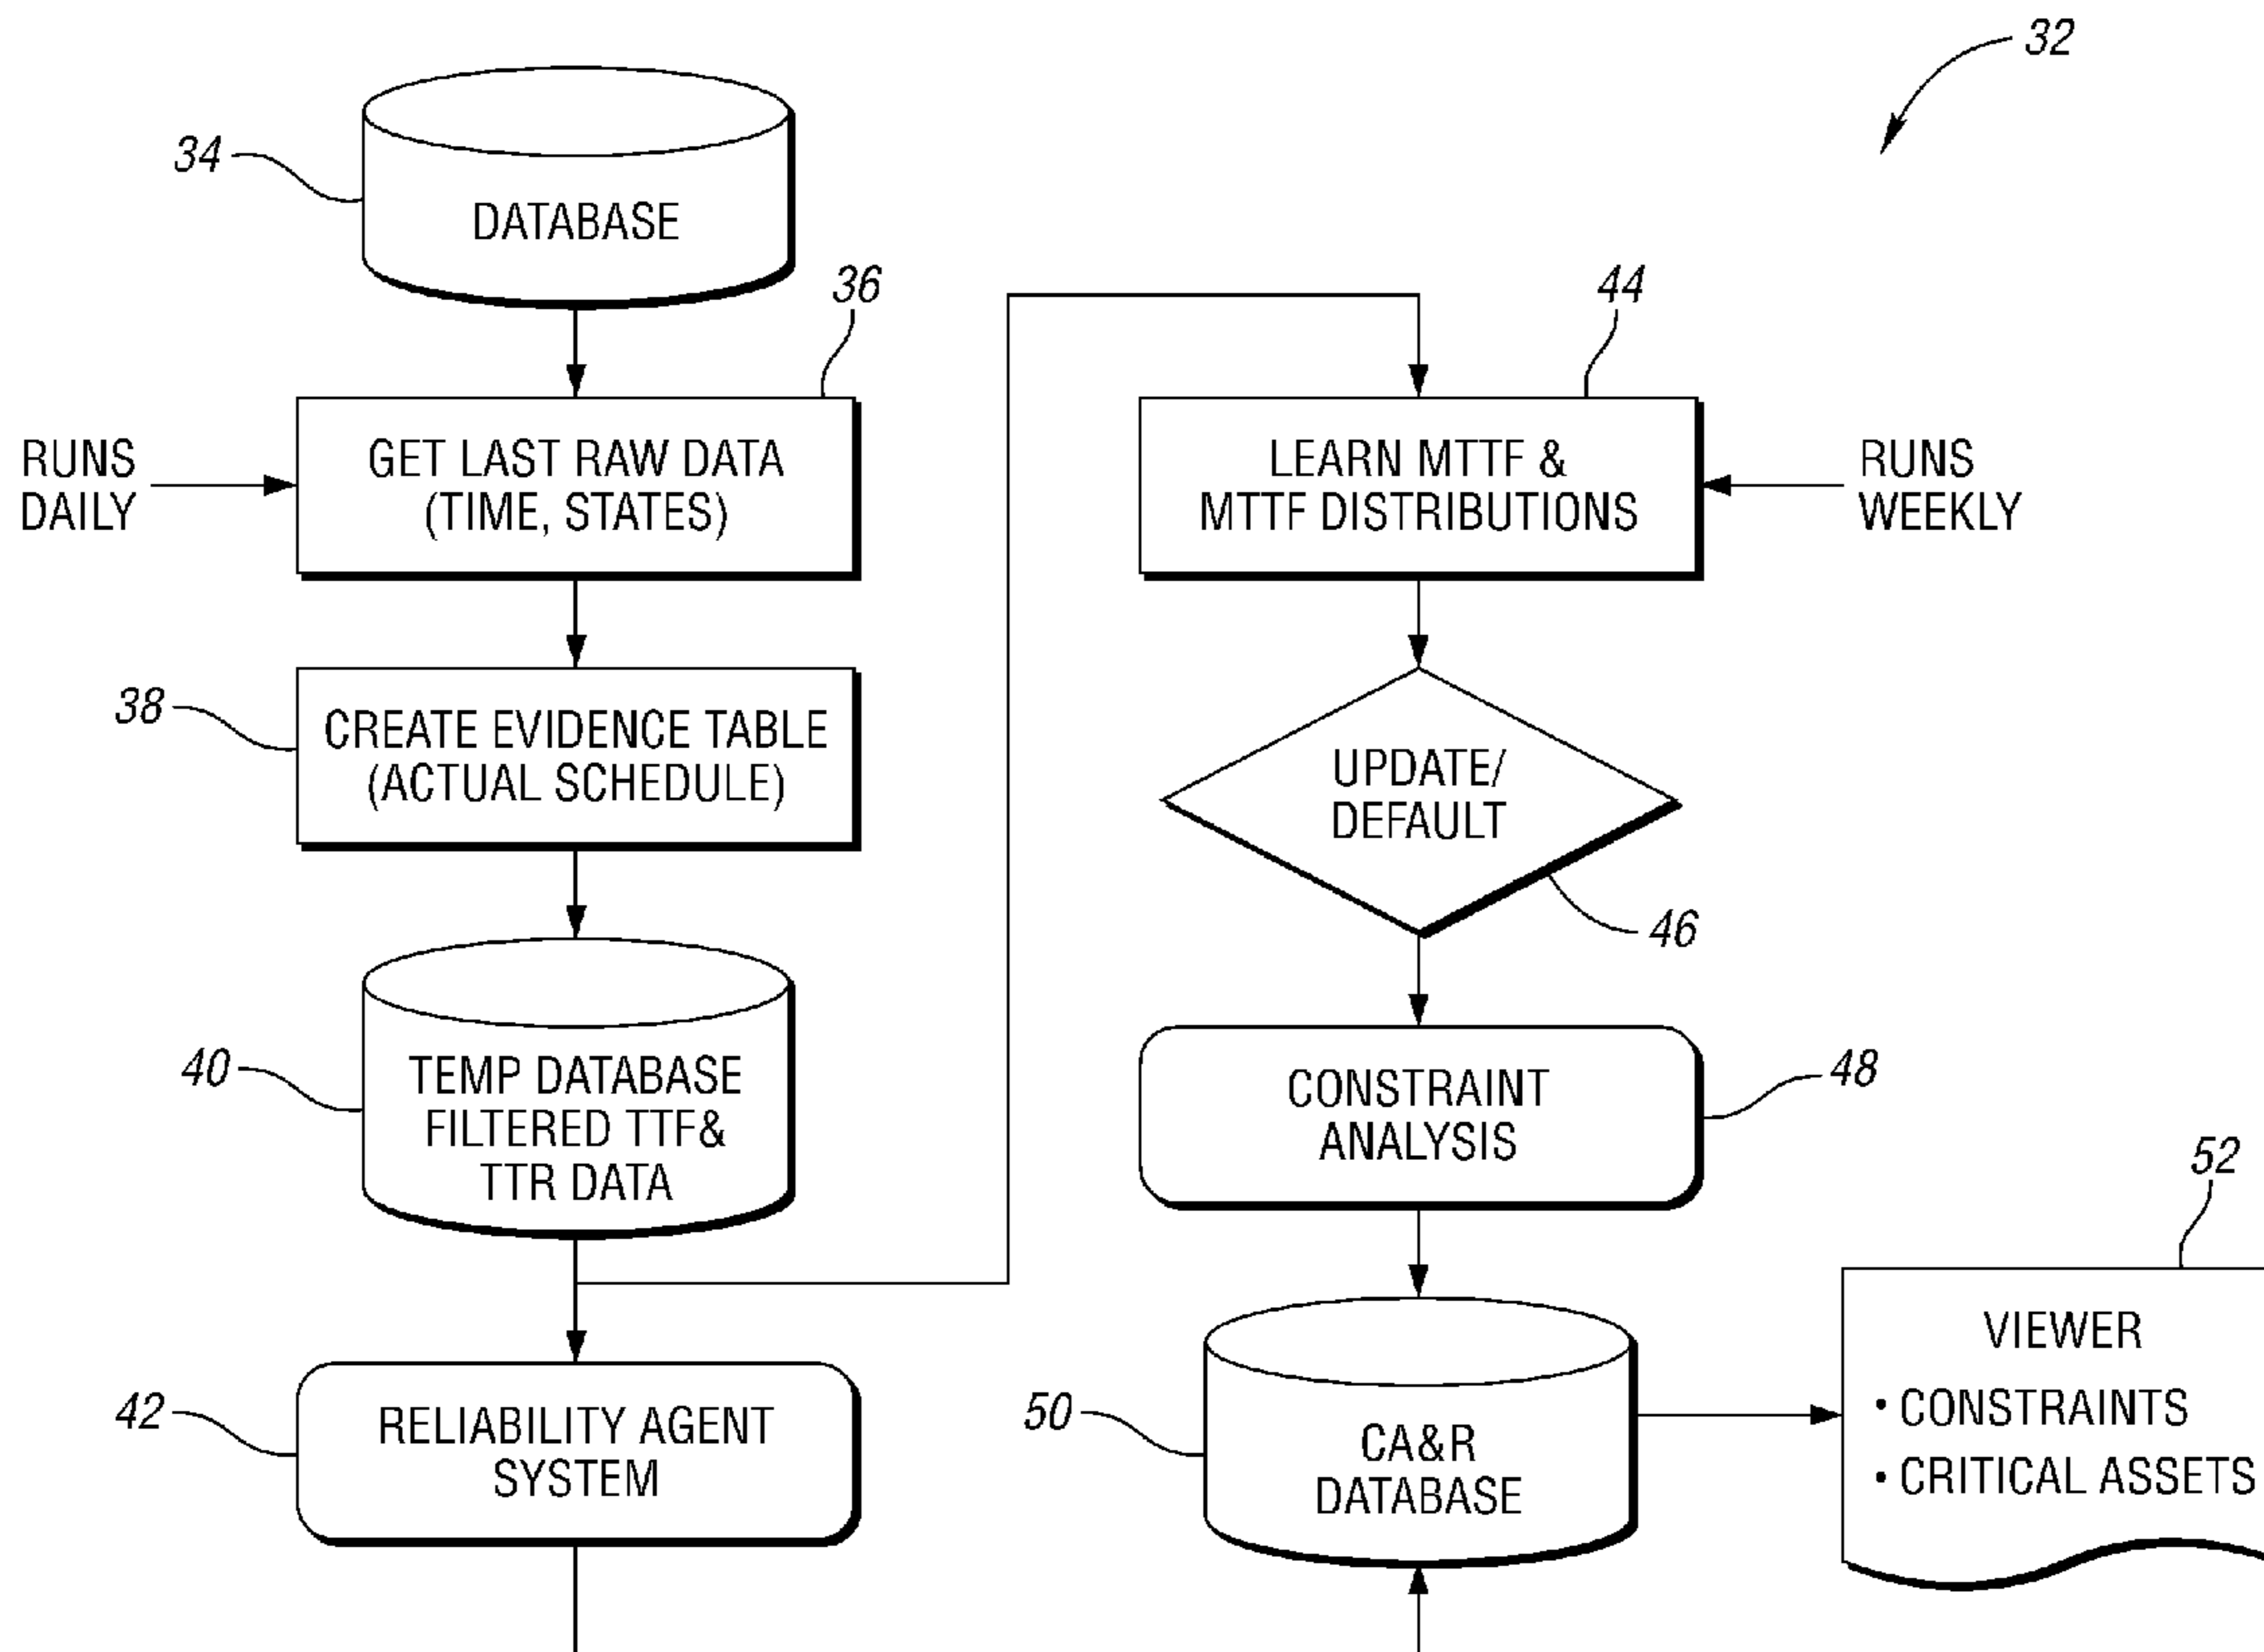 32
34
DATABASE
36
RUNS
DAILY
GET LAST RAW DATA
(TIME, STATES)
38
CREATE EVIDENCE TABLE
(ACTUAL SCHEDULE)
40
TEMP DATABASE
FILTERED TTF&
TTR DATA
42
RELIABILITY AGENT
SYSTEM
44
LEARN MTTF &
MTTF DISTRIBUTIONS
RUNS
WEEKLY
UPDATE/
DEFAULT
46
CONSTRAINT
ANALYSIS
48
50
CA&R
DATABASE
52
VIEWER
• CONSTRAINTS
• CRITICAL ASSETS